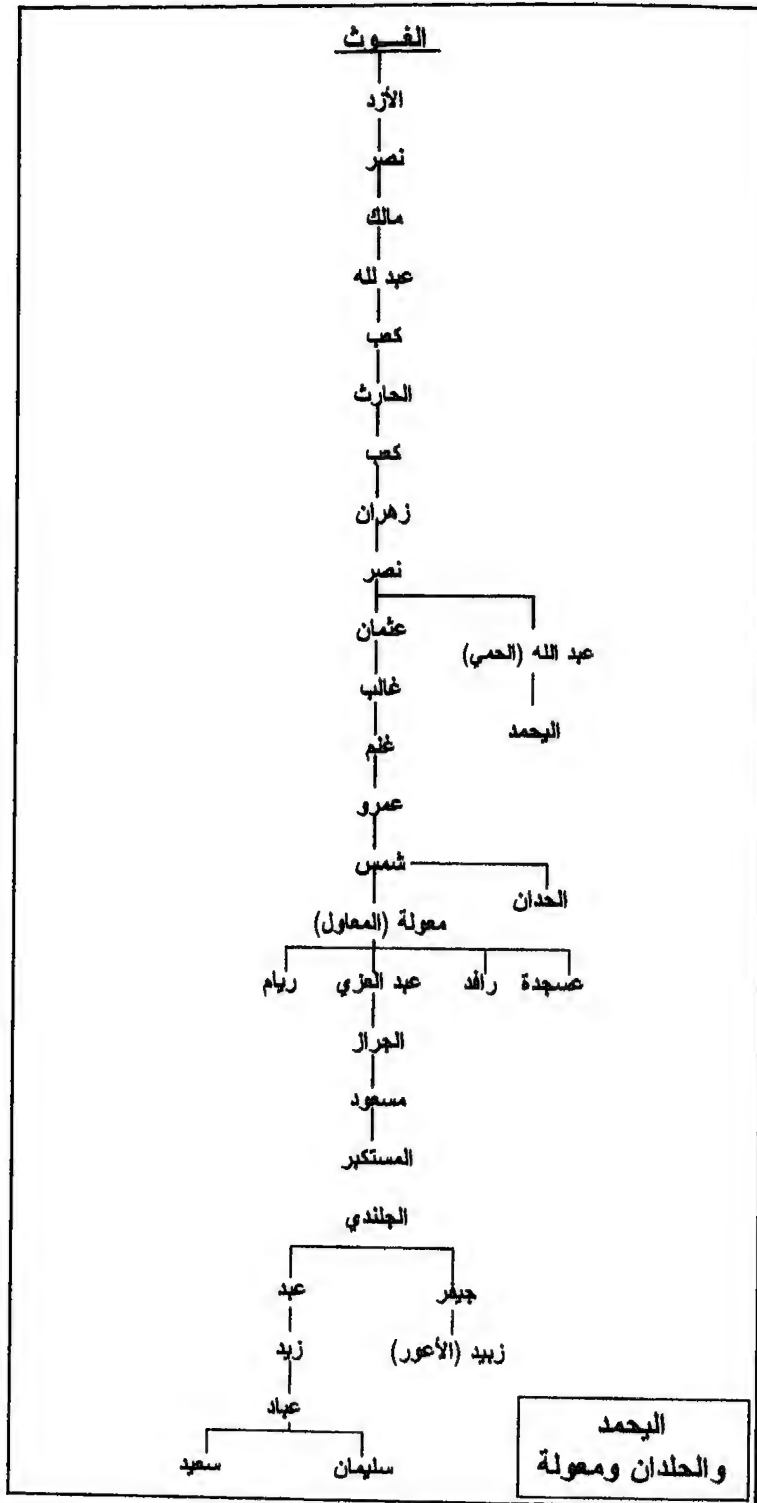 الغـــوث
الأزد
نصر
مالك
عبد لله
كعب
الحارث
كعب
زهران
نصر
عثمان
عبد الله (الحمي)
غالب
اليحمد
غنم
عمرو
شمس
الحدان
معولة (المعاول)
عسجدة رافد عبد العزي ريام
الجراز
مسعود
المستكبر
الجلندي
جيفر عبد
زبيد (الأعور) زيد
عباد
سليمان سعيد
اليحمد
والحلدان ومعولة